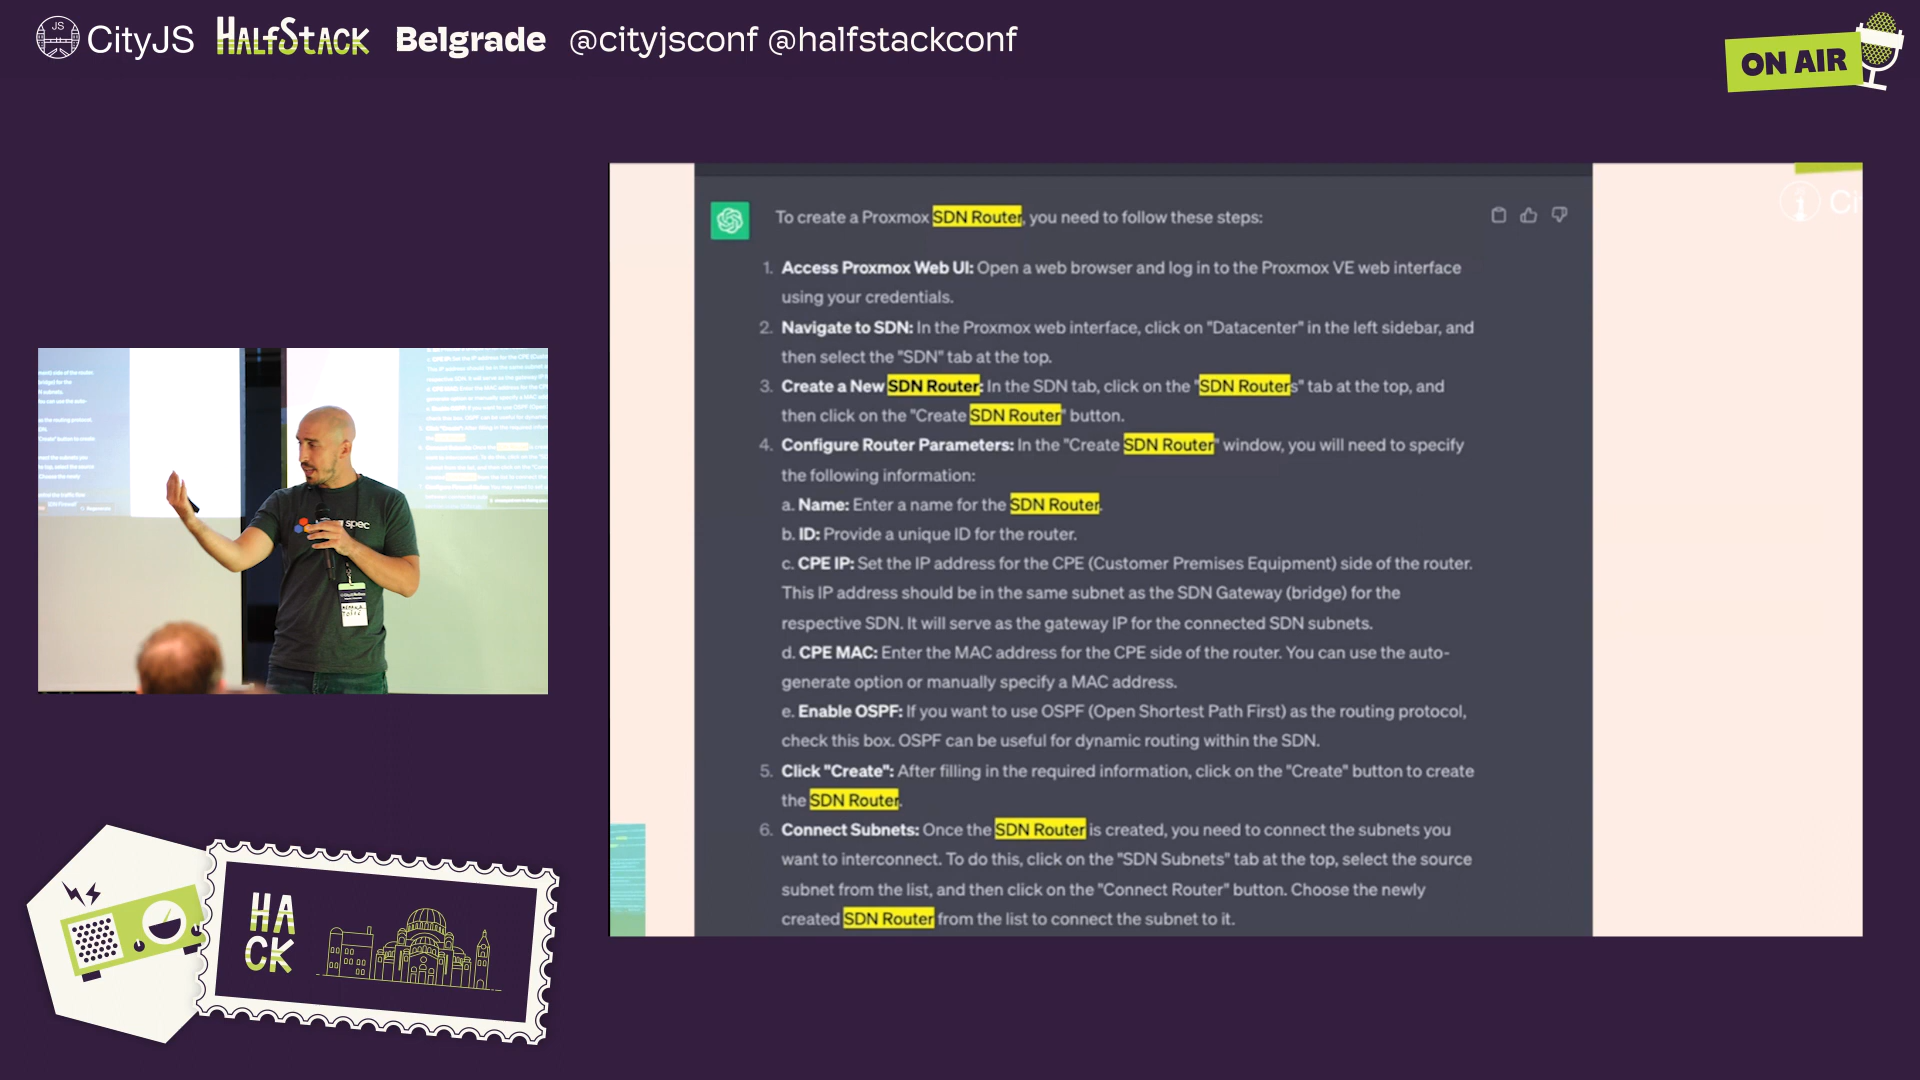 JS
CityJS HALFSTACK Belgrade @cityjsconf @halfstackconf
ON AIR
To create a Proxmox SDN Router, you need to follow these steps:
1. Access Proxmox Web UI: Open a web browser and log in to the Proxmox VE web interface
using your credentials.
2. Navigate to SDN: In the Proxmox web interface, click on "Datacenter" in the left sidebar, and
then select the "SDN" tab at the top.
3. Create a New SDN Router: In the SDN tab, click on the "SDN Routers" tab at the top, and
then click on the "Create SDN Router" button.
4. Configure Router Parameters: In the "Create SDN Router" window, you will need to specify
the following information:
a. Name: Enter a name for the SDN Router.
b. ID: Provide a unique ID for the router.
c. CPE IP: Set the IP address for the CPE (Customer Premises Equipment) side of the router.
This IP address should be in the same subnet as the SDN Gateway (bridge) for the
respective SDN. It will serve as the gateway IP for the connected SDN subnets.
d. CPE MAC: Enter the MAC address for the CPE side of the router. You can use the auto-
generate option or manually specify a MAC address.
e. Enable OSPF: If you want to use OSPF (Open Shortest Path First) as the routing protocol,
check this box. OSPF can be useful for dynamic routing within the SDN.
5. Click "Create": After filling in the required information, click on the "Create" button to create
the SDN Router.
6. Connect Subnets: Once the SDN Router is created, you need to connect the subnets you
want to interconnect. To do this, click on the "SDN Subnets" tab at the top, select the source
subnet from the list, and then click on the "Connect Router" button. Choose the newly
created SDN Router from the list to connect the subnet to it.
Ci
spec
HA
CK